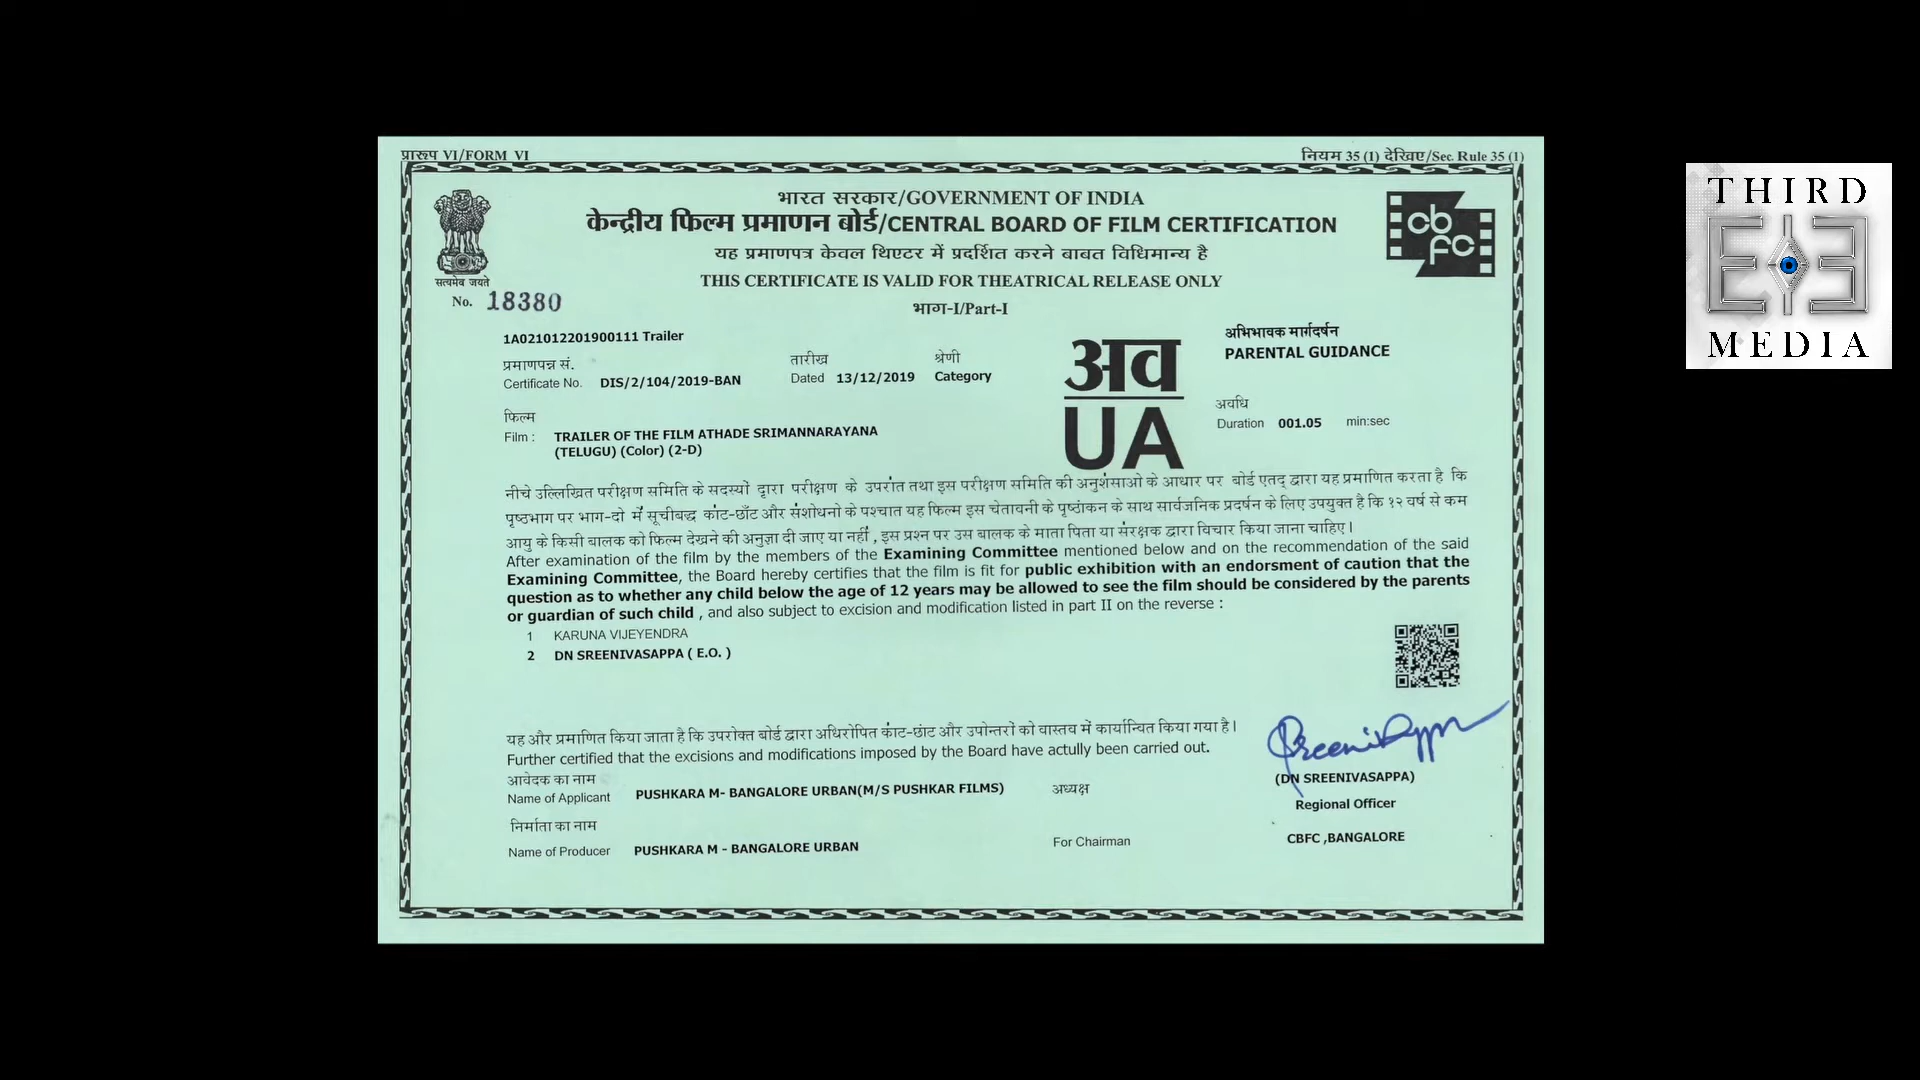 प्रारूप VI/FORM VI
नियम 35 (1) देखिए/Sec. Rule 35 (1)
भारत सरकार/GOVERNMENT OF INDIA
केन्द्रीय फिल्म प्रमाणन बोर्ड/CENTRAL BOARD OF FILM CERTIFICATION
यह प्रमाणपत्र केवल थिएटर में प्रदर्शित करने बाबत विधिमान्य है
THIS CERTIFICATE IS VALID FOR THEATRICAL RELEASE ONLY
भाग-I/Part-I
सत्यमेव जयते
No. 18380
cb
fc
THIRD
MEDIA
1A021012201900111 Trailer
प्रमाणपत्र सं.
Certificate No. DIS/2/104/2019-BAN
तारीख
Dated 13/12/2019
श्रेणी
Category
अव
UA
अभिभावक मार्गदर्षन
PARENTAL GUIDANCE
अवधि
Duration 001.05 min:sec
फिल्म
Film : TRAILER OF THE FILM ATHADE SRIMANNARAYANA
(TELUGU) (Color) (2-D)
नीचे उल्लिखित परीक्षण समिति के सदस्यों द्वारा परीक्षण के उपरांत तथा इस परीक्षण समिति की अनुशंसाओ के आधार पर बोर्ड एतद् द्वारा यह प्रमाणित करता है कि
पृष्ठभाग पर भाग-दो में सूचीबद्ध कांट-छाँट और संशोधनो के पश्चात यह फिल्म इस चेतावनी के पृष्ठांकन के साथ सार्वजनिक प्रदर्षन के लिए उपयुक्त है कि १२ वर्ष से कम
आयु के किसी बालक को फिल्म देखने की अनुज्ञा दी जाए या नहीं , इस प्रश्न पर उस बालक के माता पिता या संरक्षक द्वारा विचार किया जाना चाहिए।
After examination of the film by the members of the Examining Committee mentioned below and on the recommendation of the said
Examining Committee, the Board hereby certifies that the film is fit for public exhibition with an endorsment of caution that the
question as to whether any child below the age of 12 years may be allowed to see the film should be considered by the parents
or guardian of such child , and also subject to excision and modification listed in part II on the reverse :
1 KARUNA VIJEYENDRA
2 DN SREENIVASAPPA ( E.O. )
यह और प्रमाणित किया जाता है कि उपरोक्त बोर्ड द्वारा अधिरोपित कांट-छांट और उपोन्तरों को वास्तव में कार्यान्वित किया गया है।
Further certified that the excisions and modifications imposed by the Board have actully been carried out.
आवेदक का नाम
Name of Applicant PUSHKARA M- BANGALORE URBAN(M/S PUSHKAR FILMS)
अध्यक्ष
(DN SREENIVASAPPA)
Regional Officer
निर्माता का नाम
Name of Producer PUSHKARA M - BANGALORE URBAN
For Chairman
CBFC ,BANGALORE